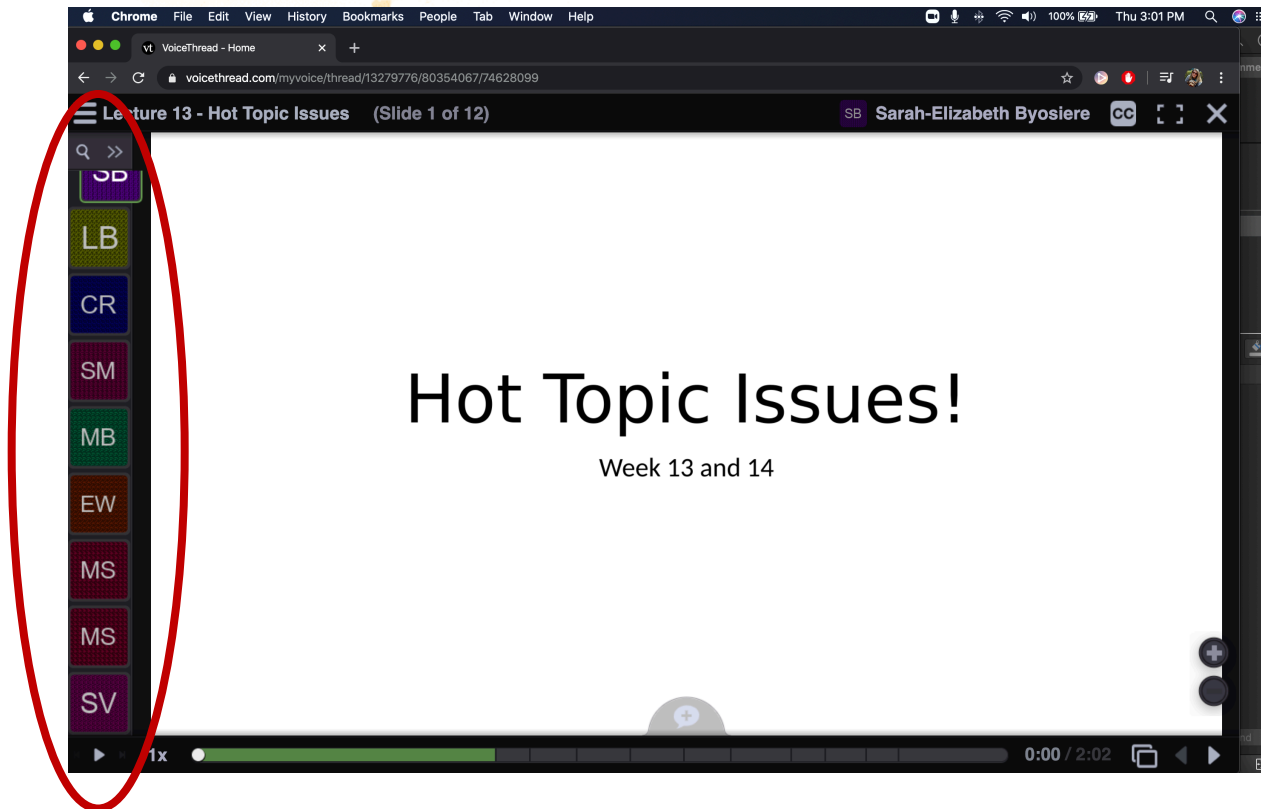 Chrome File Edit View History Bookmarks People Tab Window Help 100% Thu 3:01 PM
vt VoiceThread - Home
voicethread.com/myvoice/thread/13279776/80354067/74628099
Lecture 13 - Hot Topic Issues (Slide 1 of 12) SB Sarah-Elizabeth Byosiere CC
SB
LB
CR
SM
MB
EW
MS
MS
SV
Hot Topic Issues!
Week 13 and 14
1x 0:00 / 2:02